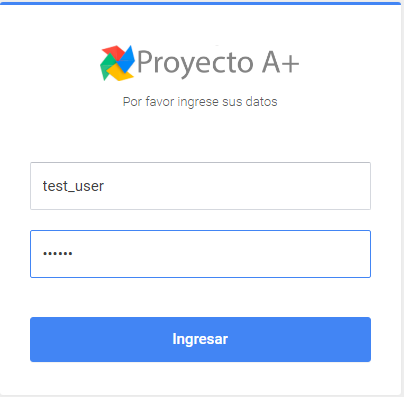 Proyecto A+
Por favor ingrese sus datos
test_user
••••••
Ingresar